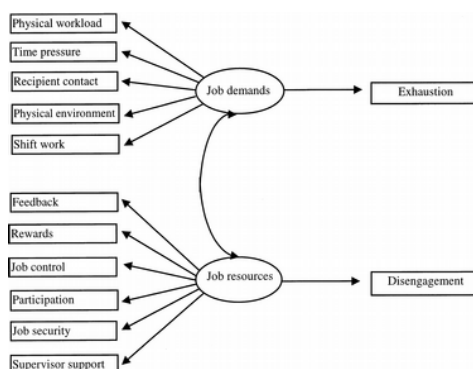 Physical workload
Time pressure
Recipient contact
Physical environment
Shift work
Job demands
Exhaustion
Feedback
Rewards
Job control
Participation
Job security
Supervisor support
Job resources
Disengagement